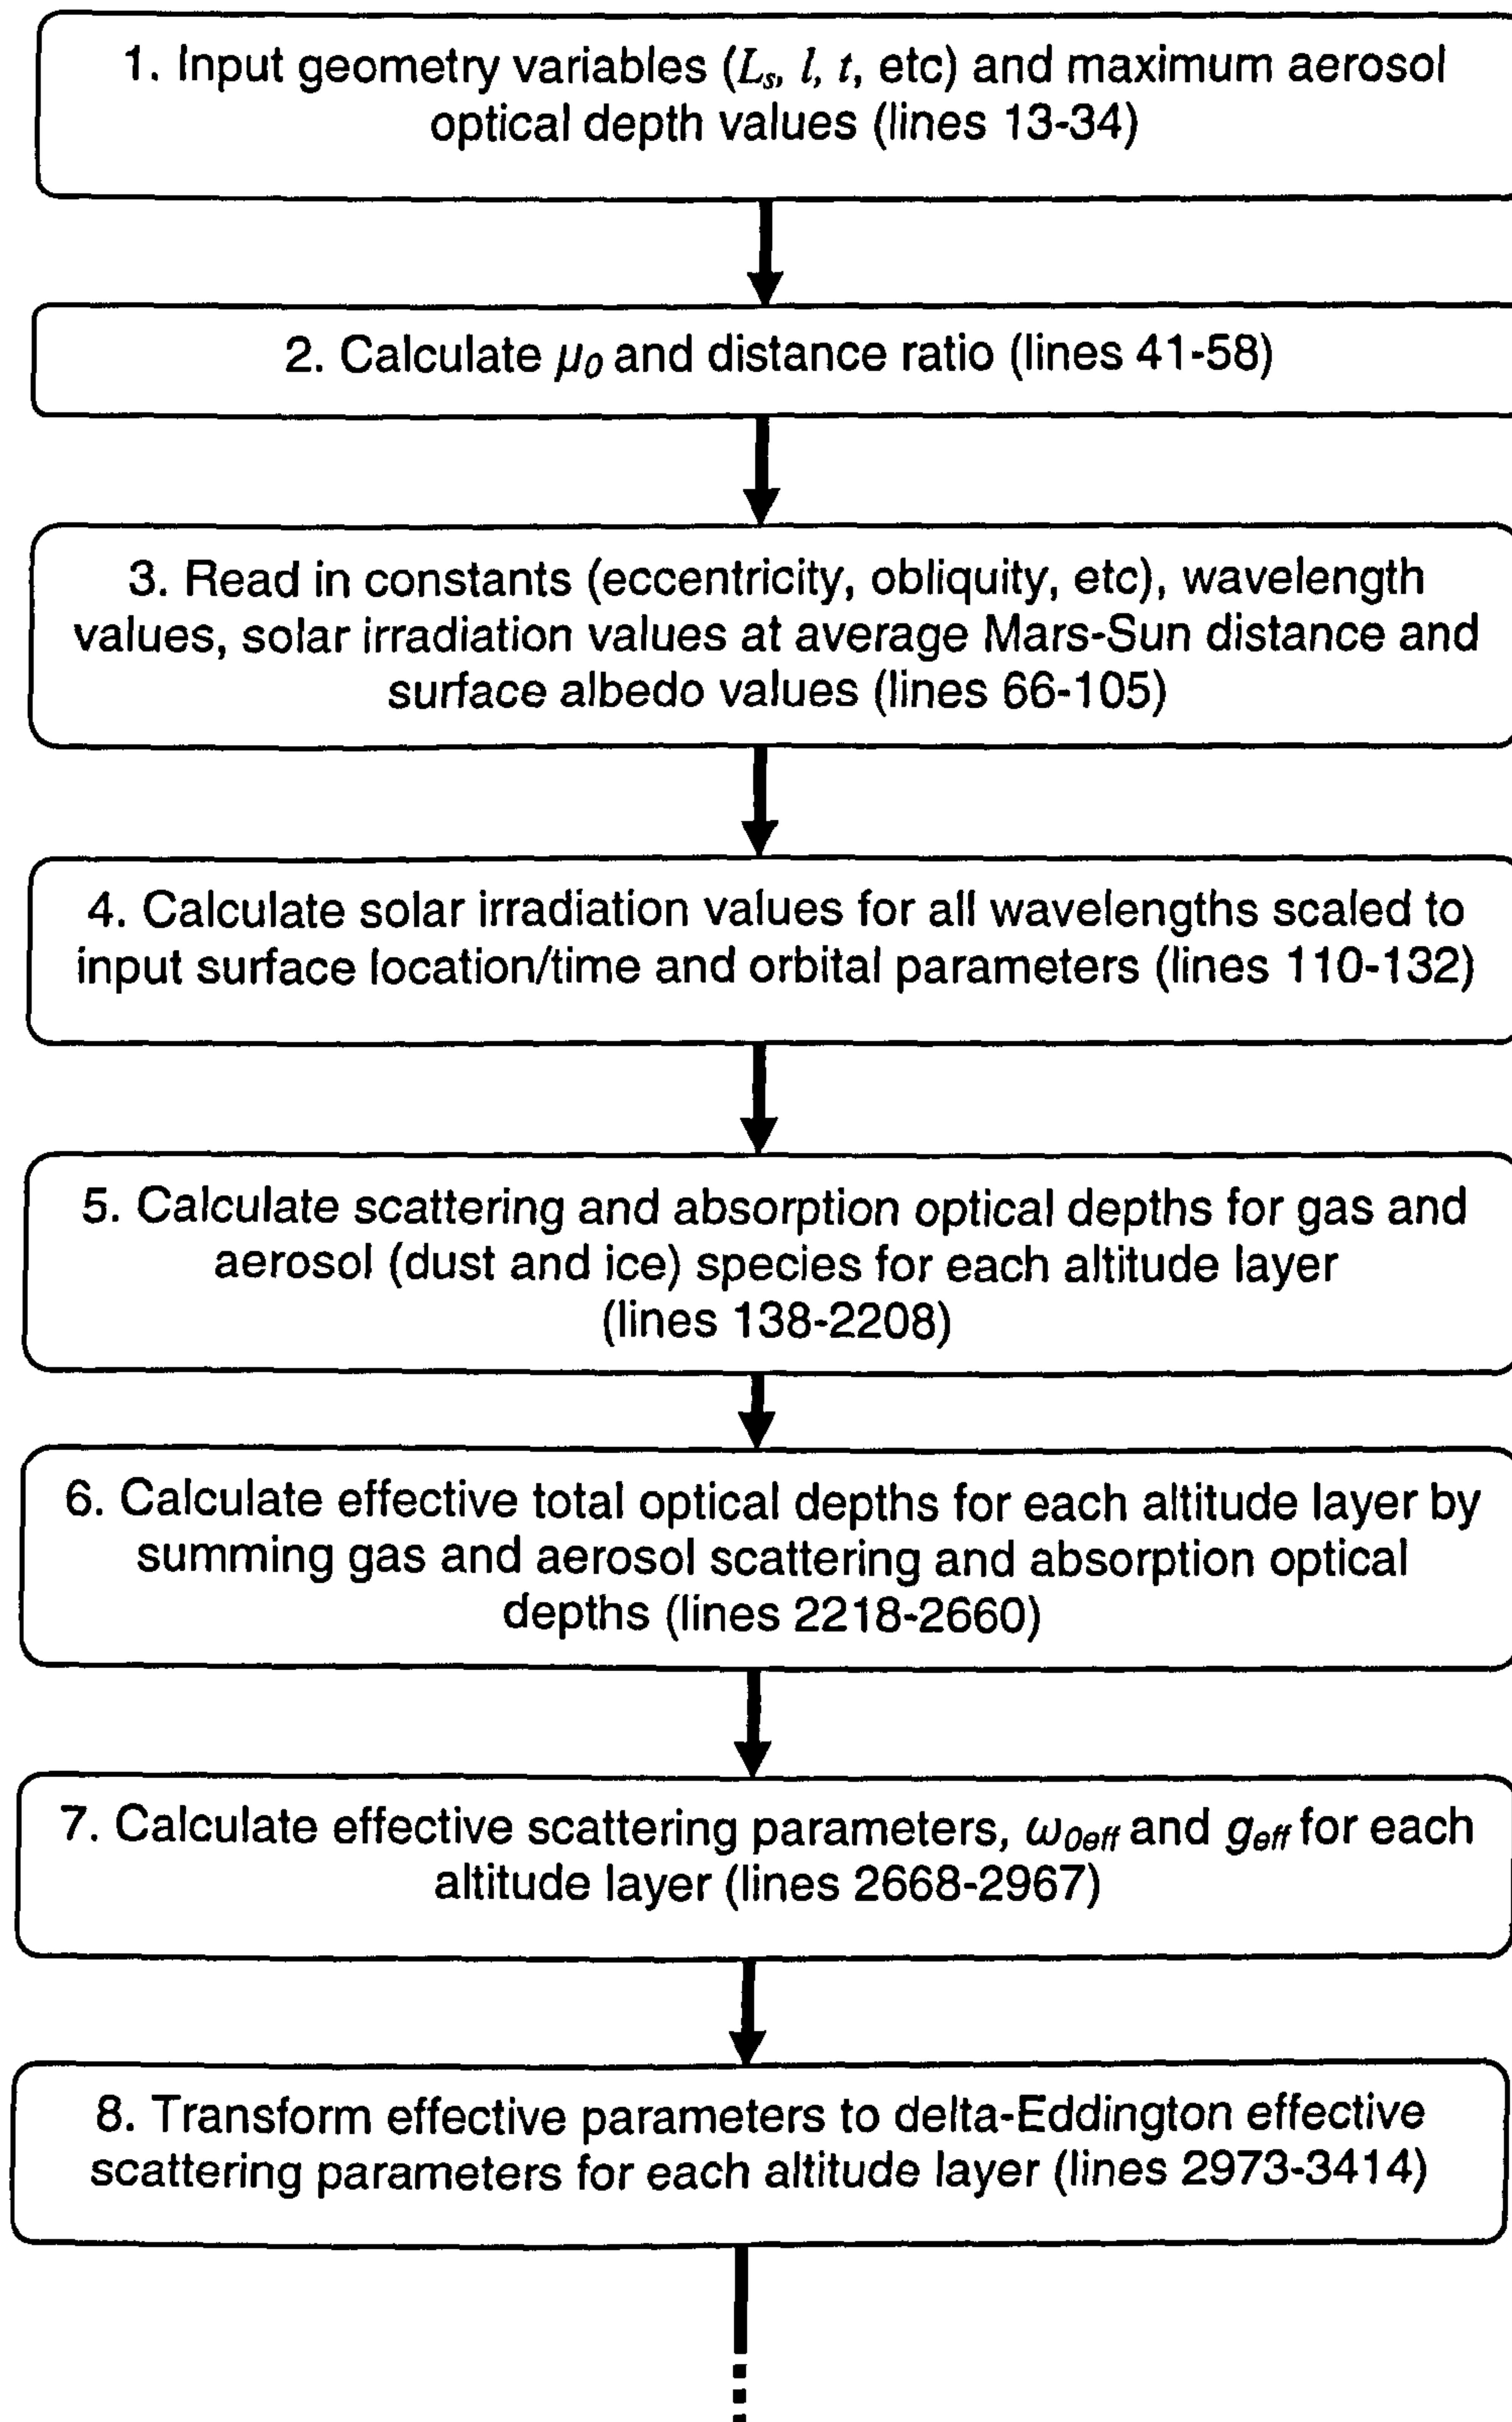 1. Input geometry variables (Ls, l, t, etc) and maximum aerosol
optical depth values (lines 13-34)
2. Calculate μ0 and distance ratio (lines 41-58)
3. Read in constants (eccentricity, obliquity, etc), wavelength
values, solar irradiation values at average Mars-Sun distance and
surface albedo values (lines 66-105)
4. Calculate solar irradiation values for all wavelengths scaled to
input surface location/time and orbital parameters (lines 110-132)
5. Calculate scattering and absorption optical depths for gas and
aerosol (dust and ice) species for each altitude layer
(lines 138-2208)
6. Calculate effective total optical depths for each altitude layer by
summing gas and aerosol scattering and absorption optical
depths (lines 2218-2660)
7. Calculate effective scattering parameters, ω0eff and geff for each
altitude layer (lines 2668-2967)
8. Transform effective parameters to delta-Eddington effective
scattering parameters for each altitude layer (lines 2973-3414)